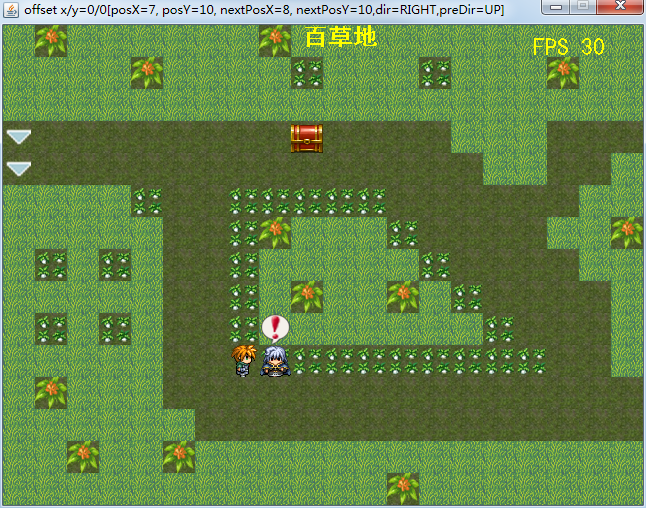 offset x/y=0/0[posX=7, posY=10, nextPosX=8, nextPosY=10,dir=RIGHT,preDir=UP]
百草地
FPS 30